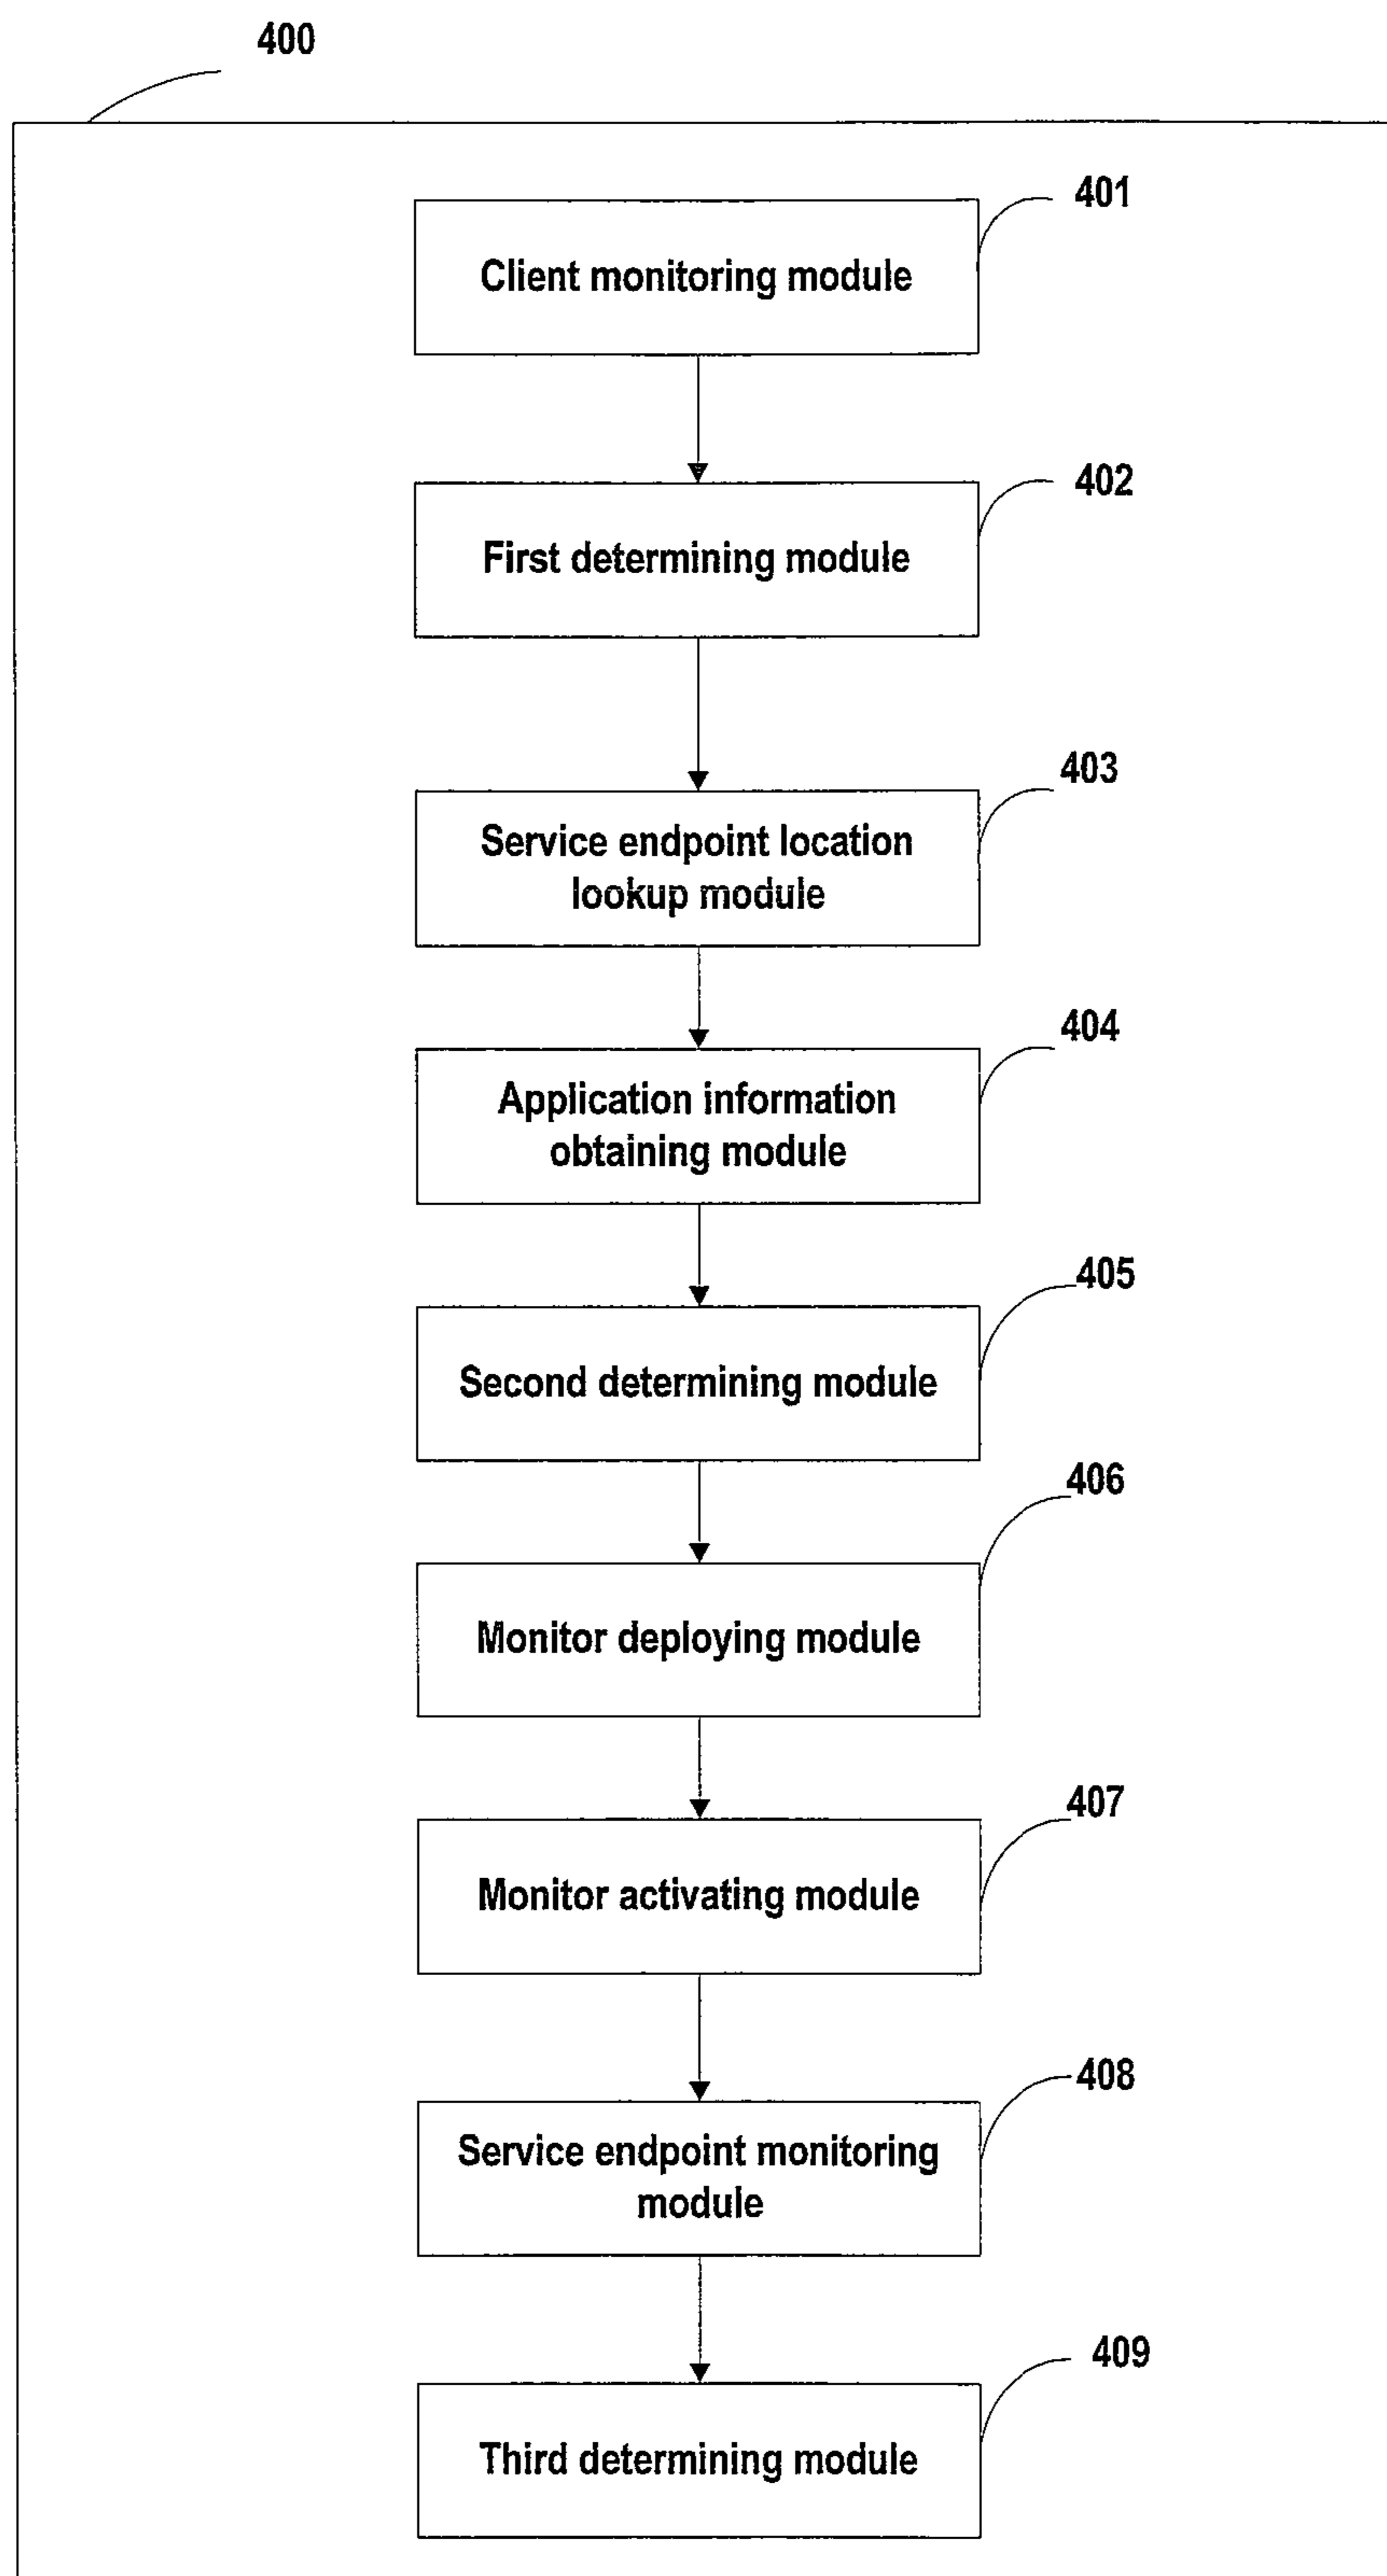 400
401
Client monitoring module
402
First determining module
403
Service endpoint location
lookup module
404
Application information
obtaining module
405
Second determining module
406
Monitor deploying module
407
Monitor activating module
408
Service endpoint monitoring
module
409
Third determining module